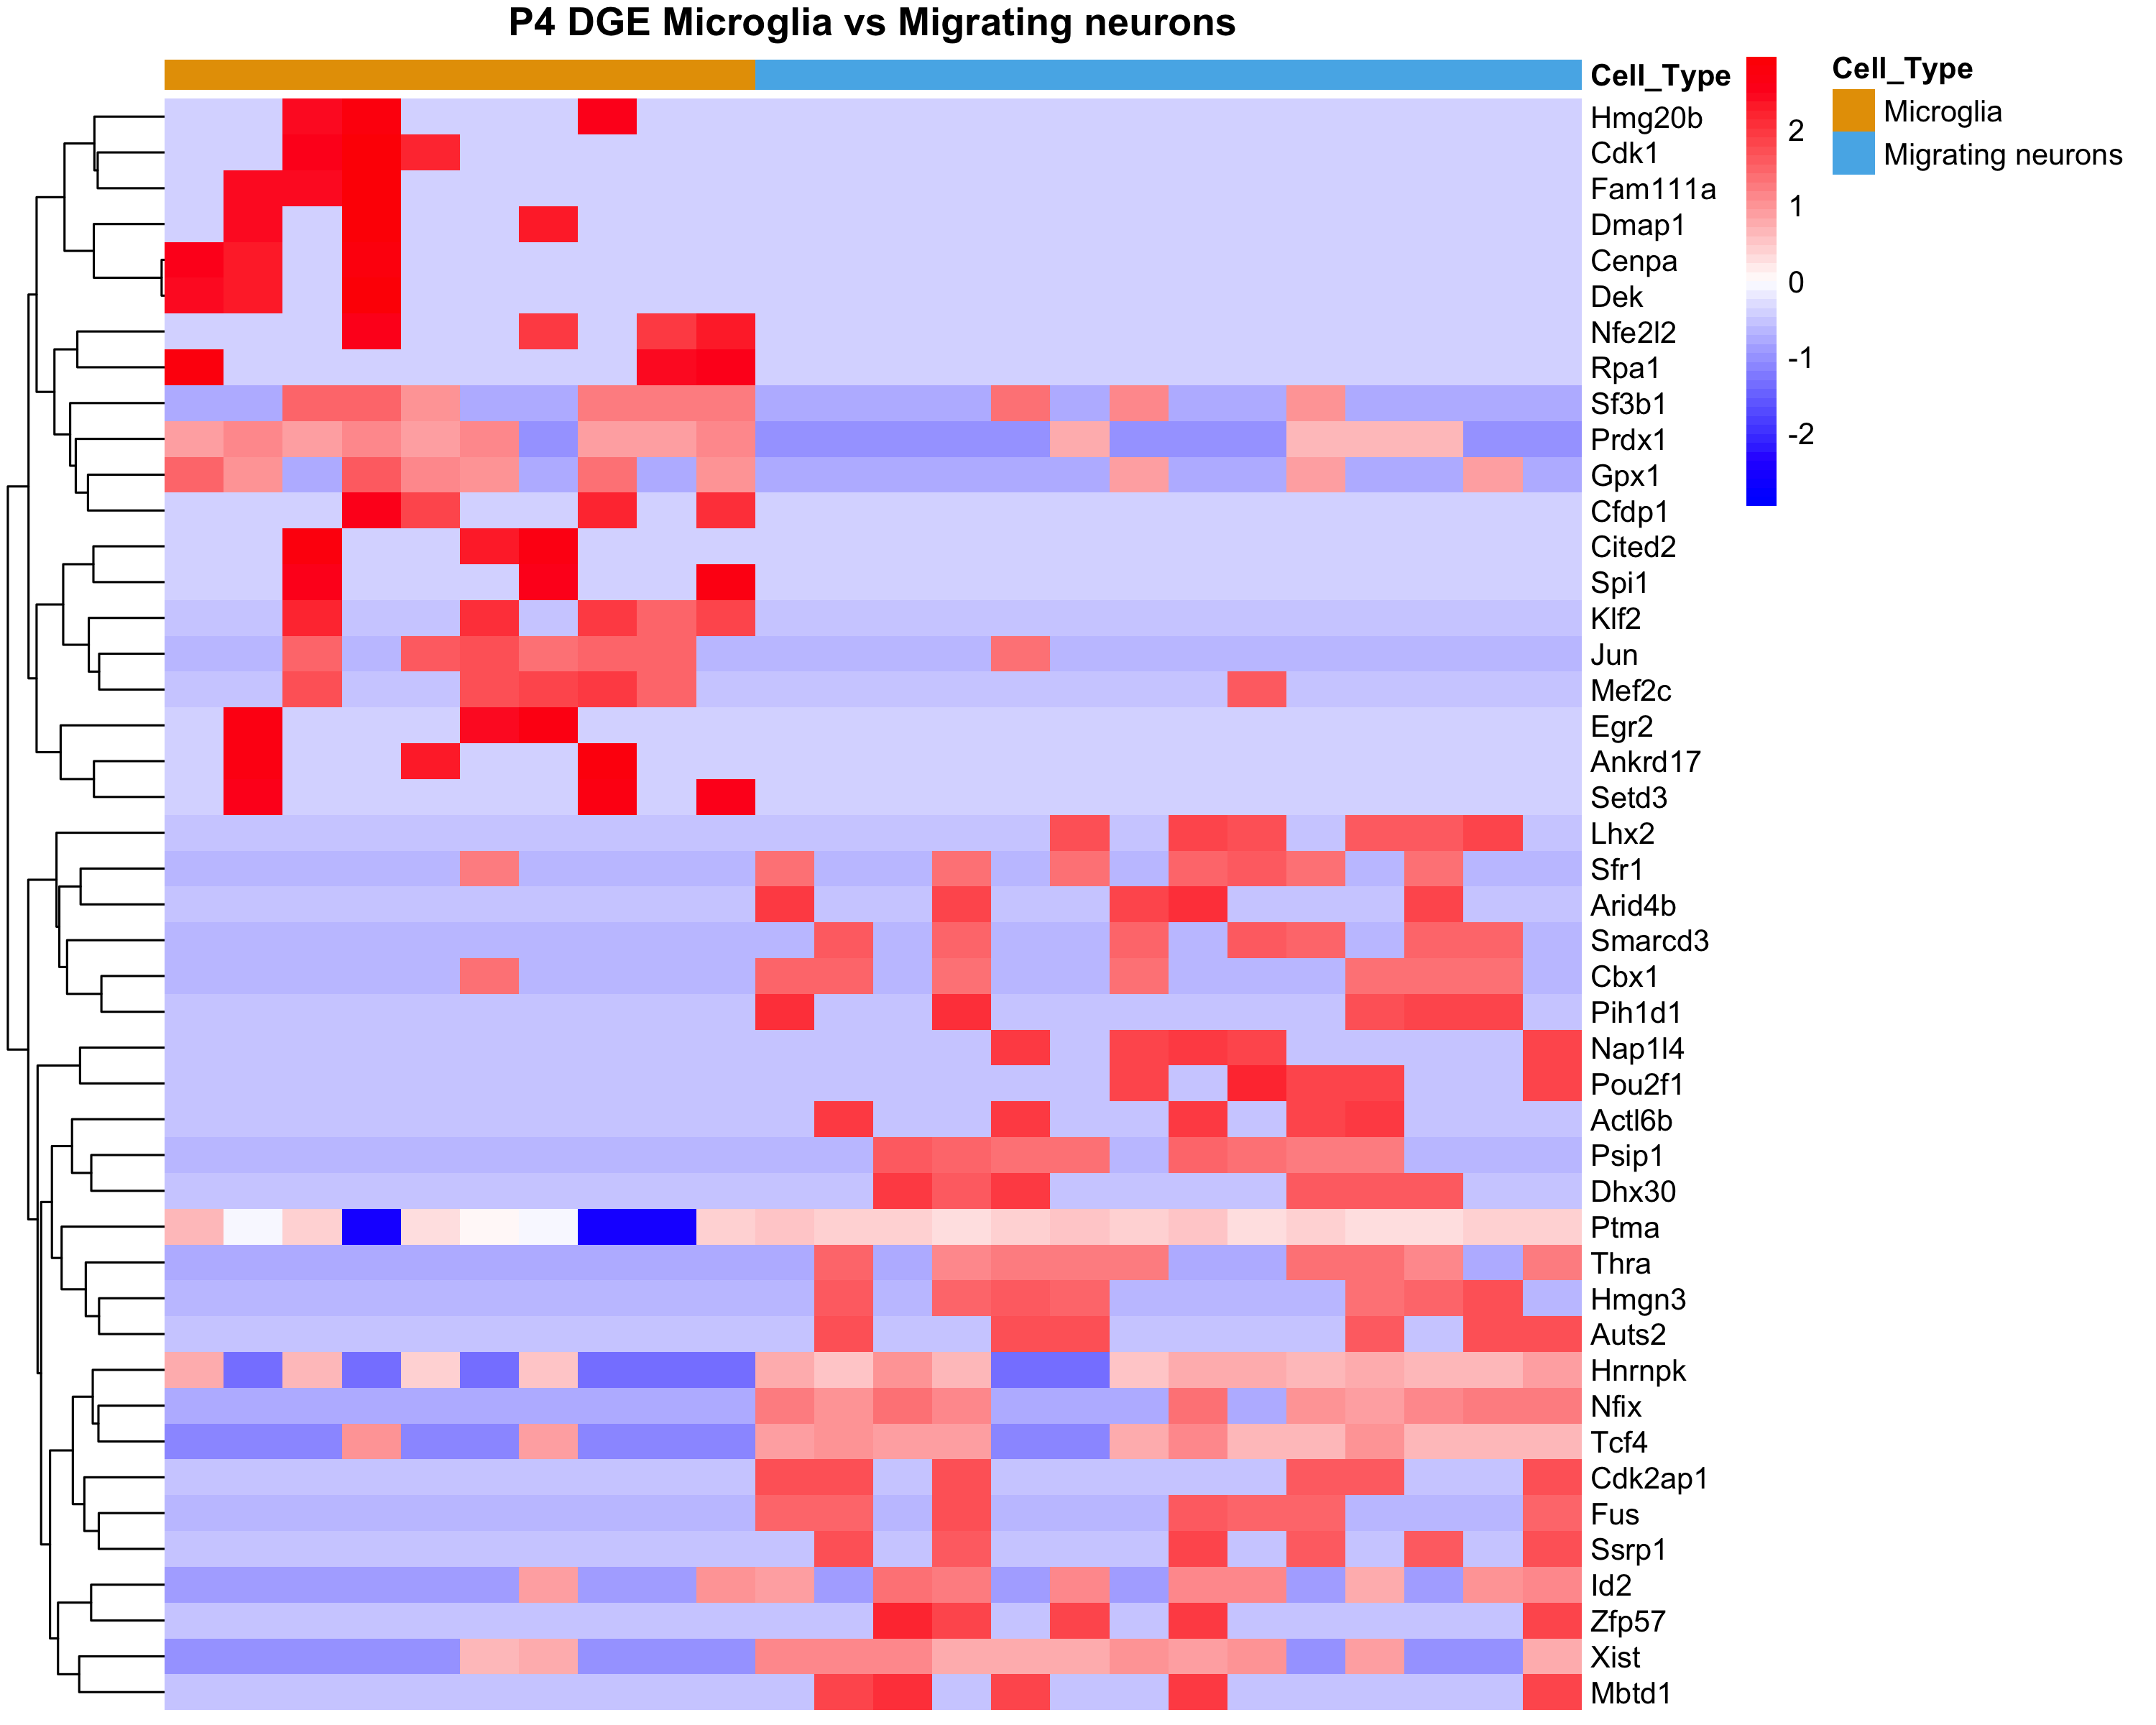 P4 DGE Microglia vs Migrating neurons
Cell_Type
Hmg20b
Cdk1
Fam111a
Dmap1
Cenpa
Dek
Nfe2l2
Rpa1
Sf3b1
Prdx1
Gpx1
Cfdp1
Cited2
Spi1
Klf2
Jun
Mef2c
Egr2
Ankrd17
Setd3
Lhx2
Sfr1
Arid4b
Smarcd3
Cbx1
Pih1d1
Nap1l4
Pou2f1
Actl6b
Psip1
Dhx30
Ptma
Thra
Hmgn3
Auts2
Hnrnpk
Nfix
Tcf4
Cdk2ap1
Fus
Ssrp1
Id2
Zfp57
Xist
Mbtd1
2
1
0
-1
-2
Cell_Type
Microglia
Migrating neurons